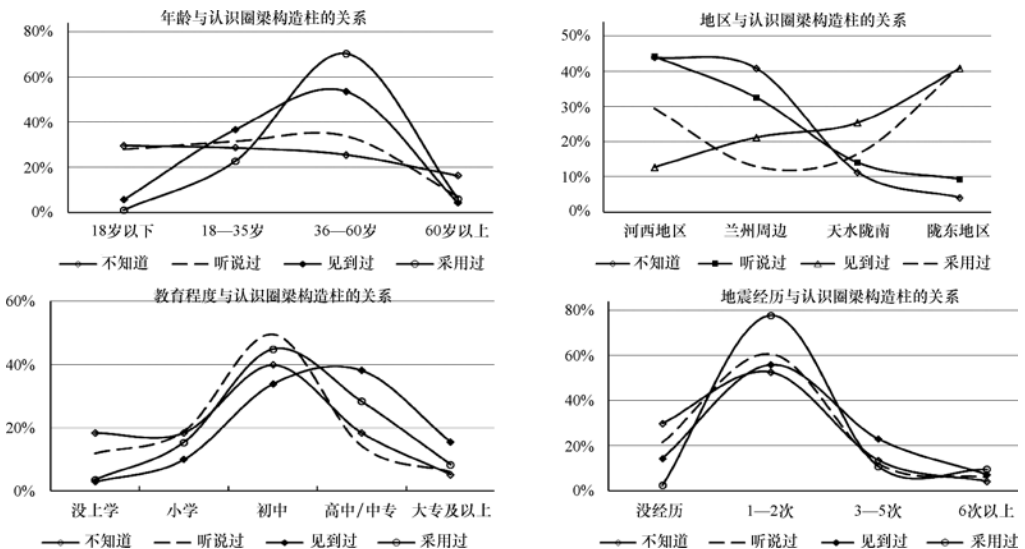 年龄与认识圈梁构造柱的关系
80%
60%
40%
20%
0%
18岁以下 18—35岁 36—60岁 60岁以上
不知道 听说过 见到过 采用过
地区与认识圈梁构造柱的关系
50%
40%
30%
20%
10%
0%
河西地区 兰州周边 天水陇南 陇东地区
不知道 听说过 见到过 采用过
教育程度与认识圈梁构造柱的关系
60%
40%
20%
0%
没上学 小学 初中 高中/中专 大专及以上
不知道 听说过 见到过 采用过
地震经历与认识圈梁构造柱的关系
80%
60%
40%
20%
0%
没经历 1—2次 3—5次 6次以上
不知道 听说过 见到过 采用过